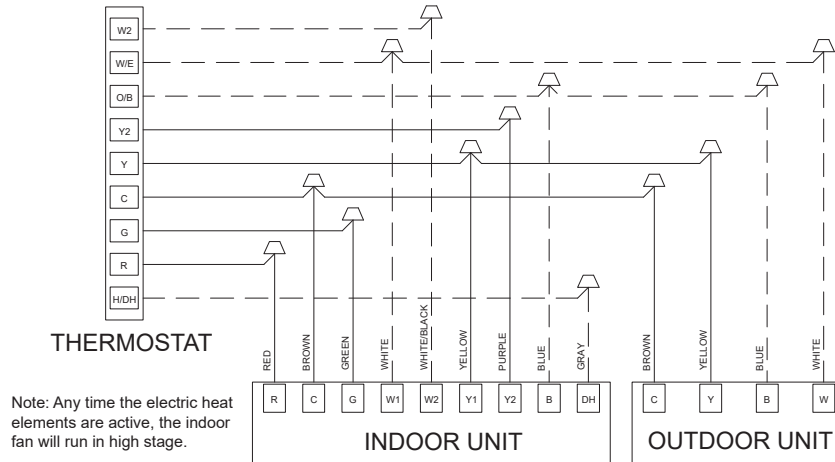 W2
W/E
O/B
Y2
Y
C
G
R
H/DH
THERMOSTAT
RED
BROWN
GREEN
WHITE
WHITE/BLACK
YELLOW
PURPLE
BLUE
GRAY
BROWN
YELLOW
BLUE
WHITE
Note: Any time the electric heat
elements are active, the indoor
fan will run in high stage.
R C G W1 W2 Y1 Y2 B DH
C Y B W
INDOOR UNIT
OUTDOOR UNIT